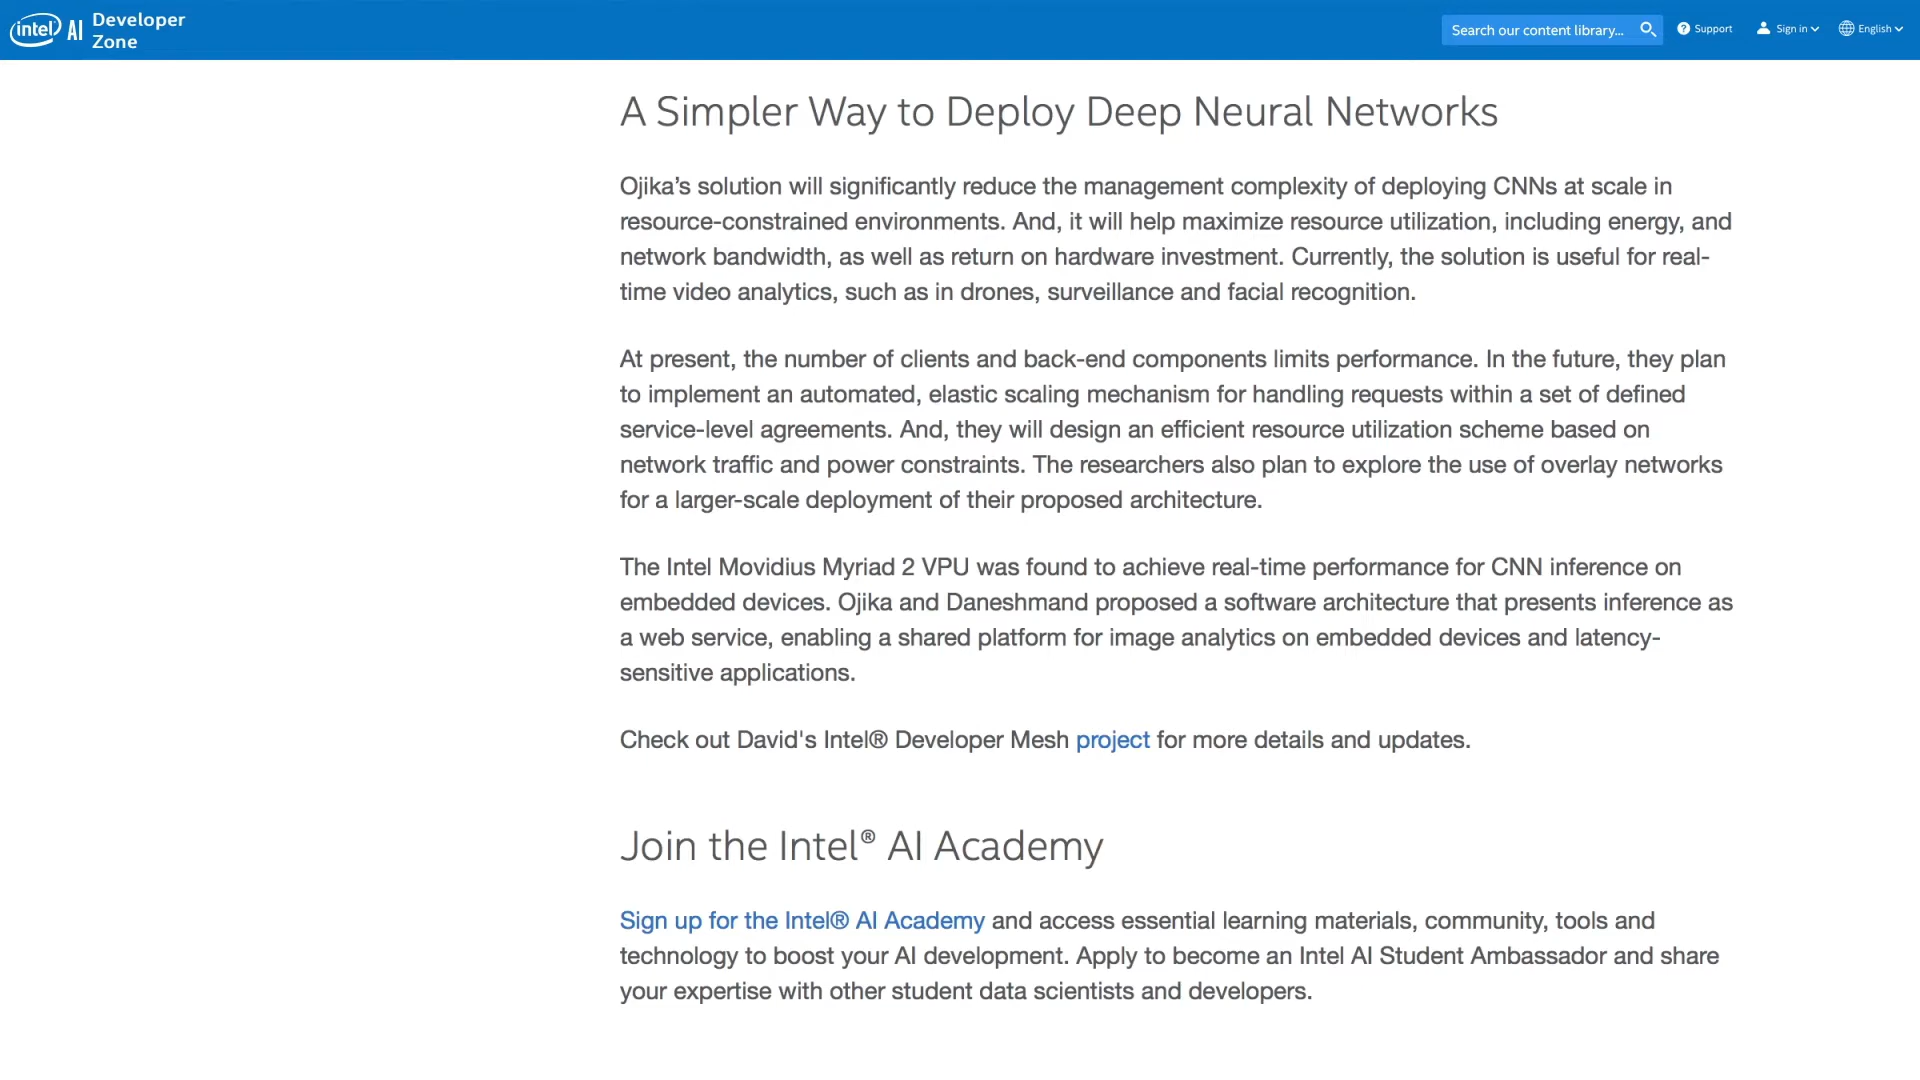 intel AI Developer
Zone
Search our content library...
Support
Sign in
English
A Simpler Way to Deploy Deep Neural Networks
Ojika’s solution will significantly reduce the management complexity of deploying CNNs at scale in
resource-constrained environments. And, it will help maximize resource utilization, including energy, and
network bandwidth, as well as return on hardware investment. Currently, the solution is useful for real-
time video analytics, such as in drones, surveillance and facial recognition.
At present, the number of clients and back-end components limits performance. In the future, they plan
to implement an automated, elastic scaling mechanism for handling requests within a set of defined
service-level agreements. And, they will design an efficient resource utilization scheme based on
network traffic and power constraints. The researchers also plan to explore the use of overlay networks
for a larger-scale deployment of their proposed architecture.
The Intel Movidius Myriad 2 VPU was found to achieve real-time performance for CNN inference on
embedded devices. Ojika and Daneshmand proposed a software architecture that presents inference as
a web service, enabling a shared platform for image analytics on embedded devices and latency-
sensitive applications.
Check out David's Intel® Developer Mesh project for more details and updates.
Join the Intel® AI Academy
Sign up for the Intel® AI Academy and access essential learning materials, community, tools and
technology to boost your AI development. Apply to become an Intel AI Student Ambassador and share
your expertise with other student data scientists and developers.